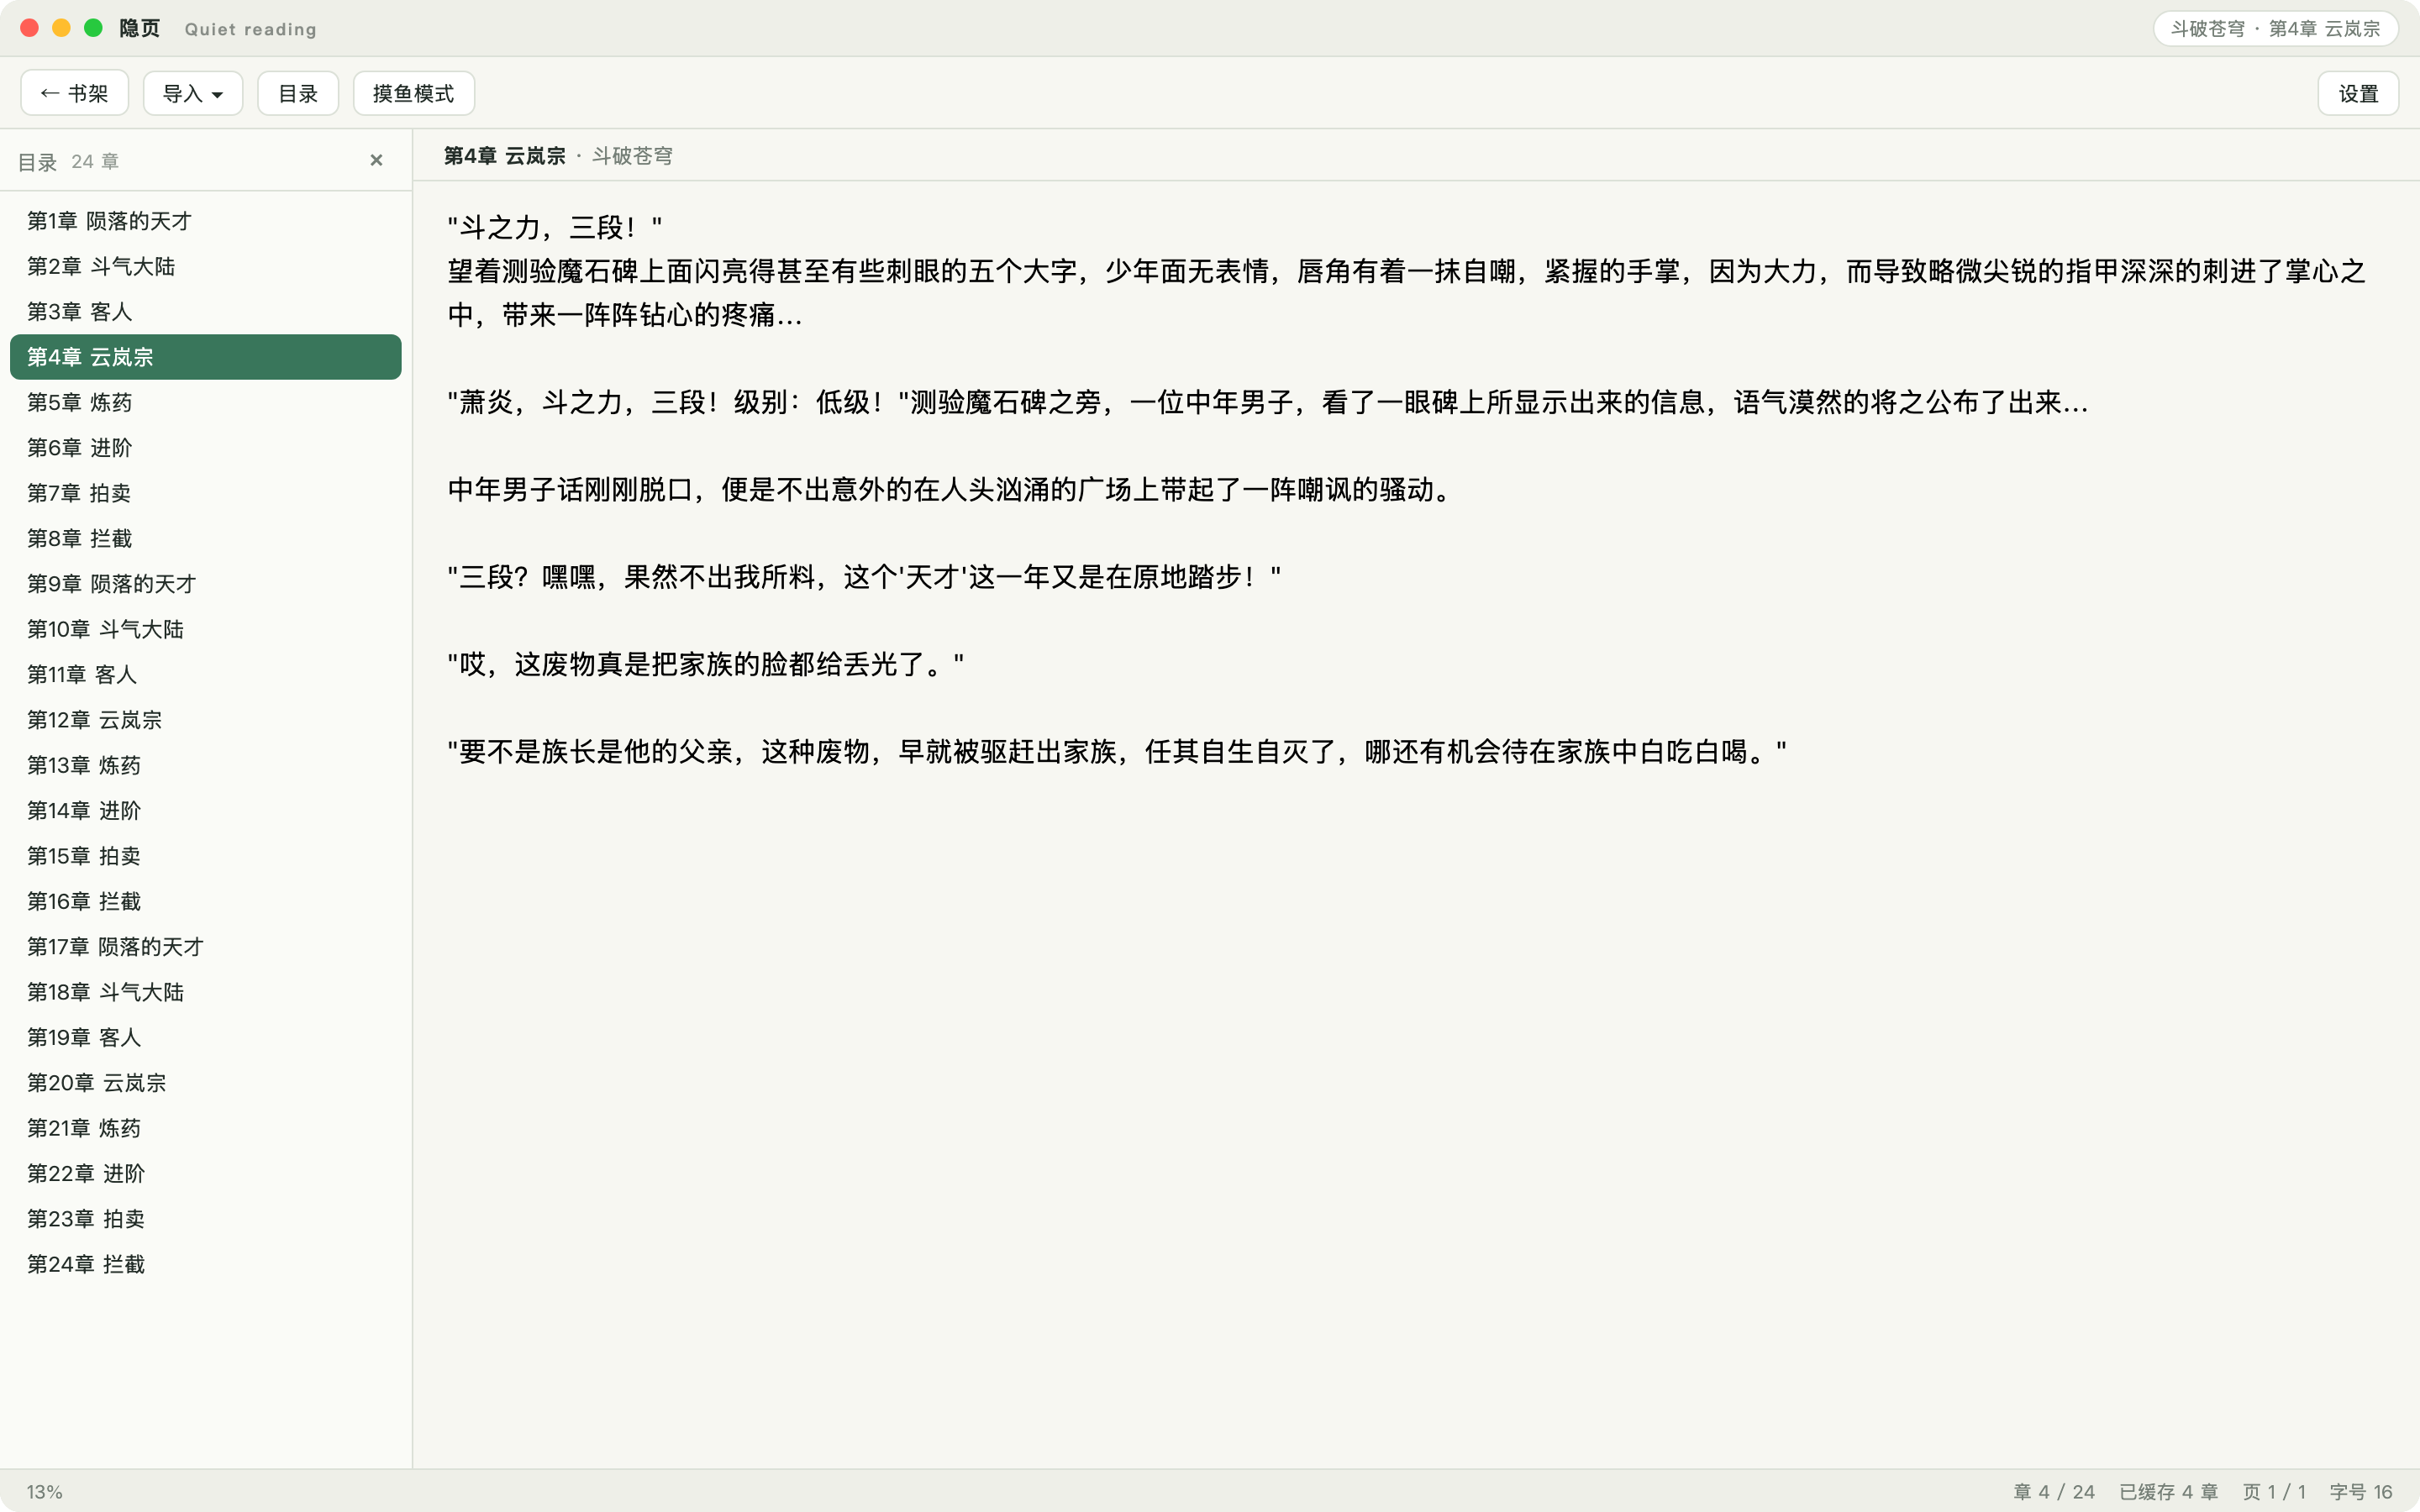 隐页 Quiet reading
斗破苍穹 · 第4章 云岚宗
← 书架 导入 目录 摸鱼模式 设置
目录 24 章 ×
第1章 陨落的天才
第2章 斗气大陆
第3章 客人
第4章 云岚宗
第5章 炼药
第6章 进阶
第7章 拍卖
第8章 拦截
第9章 陨落的天才
第10章 斗气大陆
第11章 客人
第12章 云岚宗
第13章 炼药
第14章 进阶
第15章 拍卖
第16章 拦截
第17章 陨落的天才
第18章 斗气大陆
第19章 客人
第20章 云岚宗
第21章 炼药
第22章 进阶
第23章 拍卖
第24章 拦截
第4章 云岚宗 · 斗破苍穹
"斗之力，三段！"
望着测验魔石碑上面闪亮得甚至有些刺眼的五个大字，少年面无表情，唇角有着一抹自嘲，紧握的手掌，因为大力，而导致略微尖锐的指甲深深的刺进了掌心之
中，带来一阵阵钻心的疼痛…
"萧炎，斗之力，三段！级别：低级！"测验魔石碑之旁，一位中年男子，看了一眼碑上所显示出来的信息，语气漠然的将之公布了出来…
中年男子话刚刚脱口，便是不出意外的在人头汹涌的广场上带起了一阵嘲讽的骚动。
"三段？嘿嘿，果然不出我所料，这个'天才'这一年又是在原地踏步！"
"哎，这废物真是把家族的脸都给丢光了。"
"要不是族长是他的父亲，这种废物，早就被驱赶出家族，任其自生自灭了，哪还有机会待在家族中白吃白喝。"
13%
章 4 / 24 已缓存 4 章 页 1 / 1 字号 16